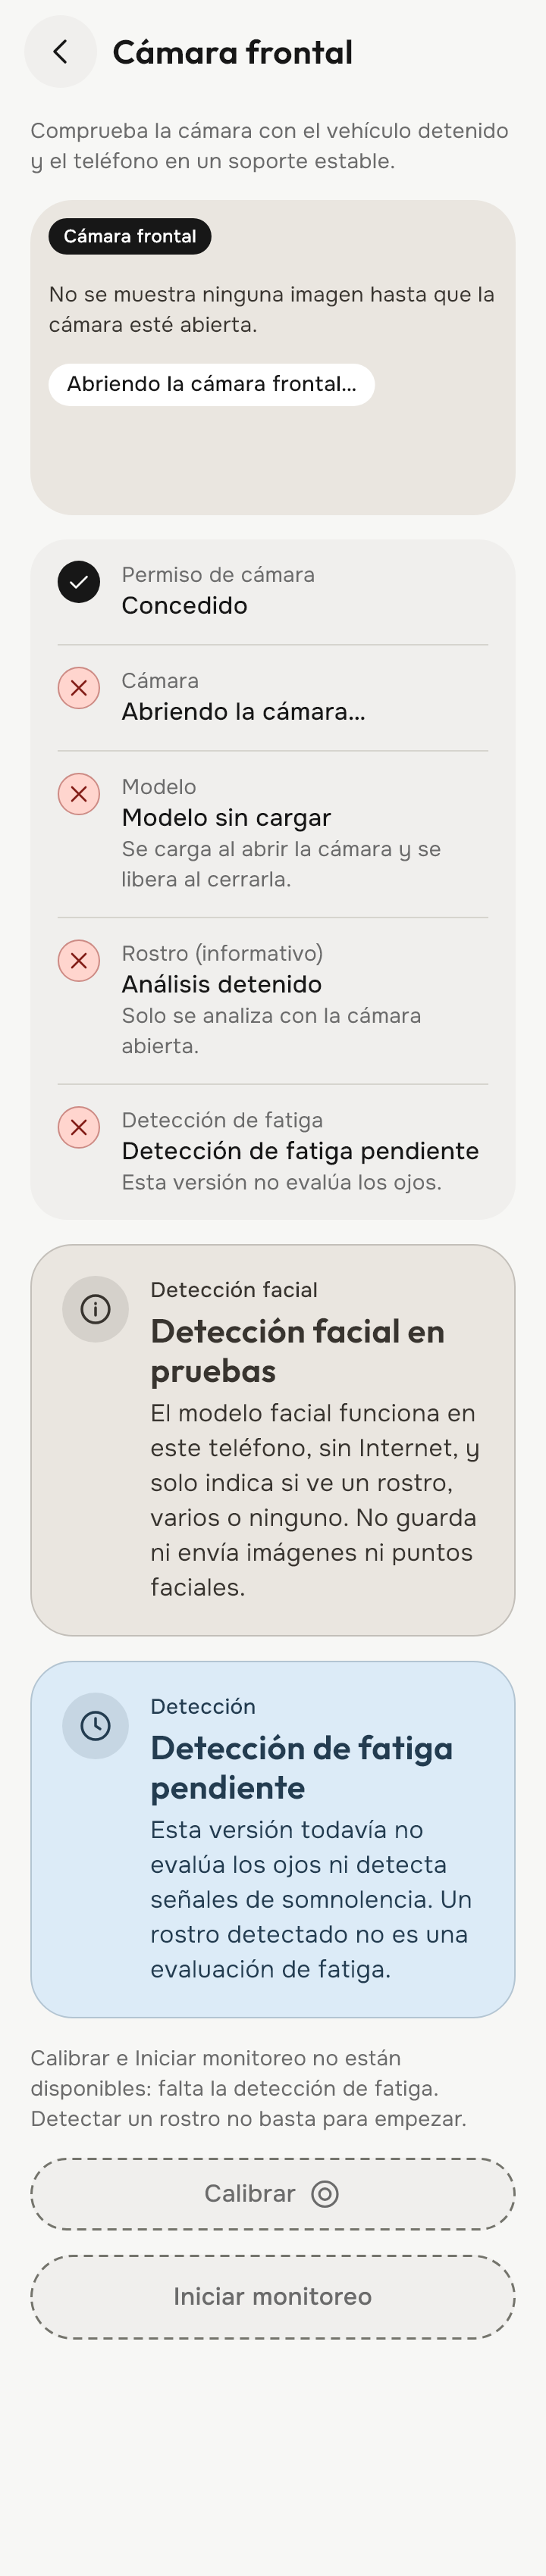 Cámara frontal
Comprueba la cámara con el vehículo detenido
y el teléfono en un soporte estable.
Cámara frontal
No se muestra ninguna imagen hasta que la
cámara esté abierta.
Abriendo la cámara frontal...
Permiso de cámara
Concedido
Cámara
Abriendo la cámara...
Modelo
Modelo sin cargar
Se carga al abrir la cámara y se
libera al cerrarla.
Rostro (informativo)
Análisis detenido
Solo se analiza con la cámara
abierta.
Detección de fatiga
Detección de fatiga pendiente
Esta versión no evalúa los ojos.
Detección facial
Detección facial en
pruebas
El modelo facial funciona en
este teléfono, sin Internet, y
solo indica si ve un rostro,
varios o ninguno. No guarda
ni envía imágenes ni puntos
faciales.
Detección
Detección de fatiga
pendiente
Esta versión todavía no
evalúa los ojos ni detecta
señales de somnolencia. Un
rostro detectado no es una
evaluación de fatiga.
Calibrar e Iniciar monitoreo no están
disponibles: falta la detección de fatiga.
Detectar un rostro no basta para empezar.
Calibrar
Iniciar monitoreo